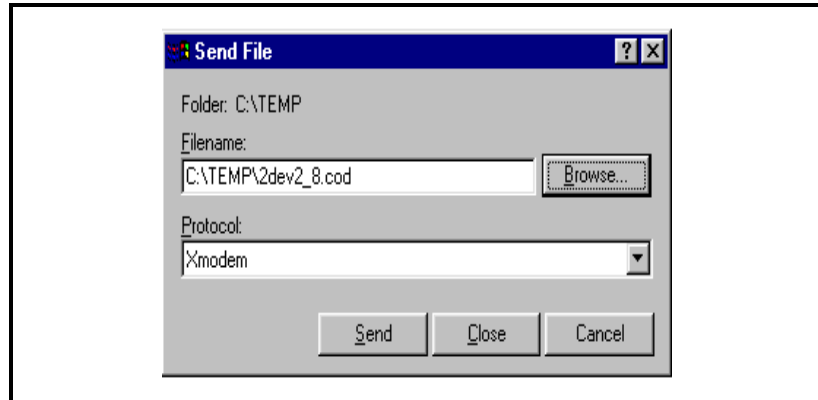 Send File
Folder: C:\TEMP
Filename:
C:\TEMP\2dev2_8.cod
Browse...
Protocol:
Xmodem
Send Close Cancel